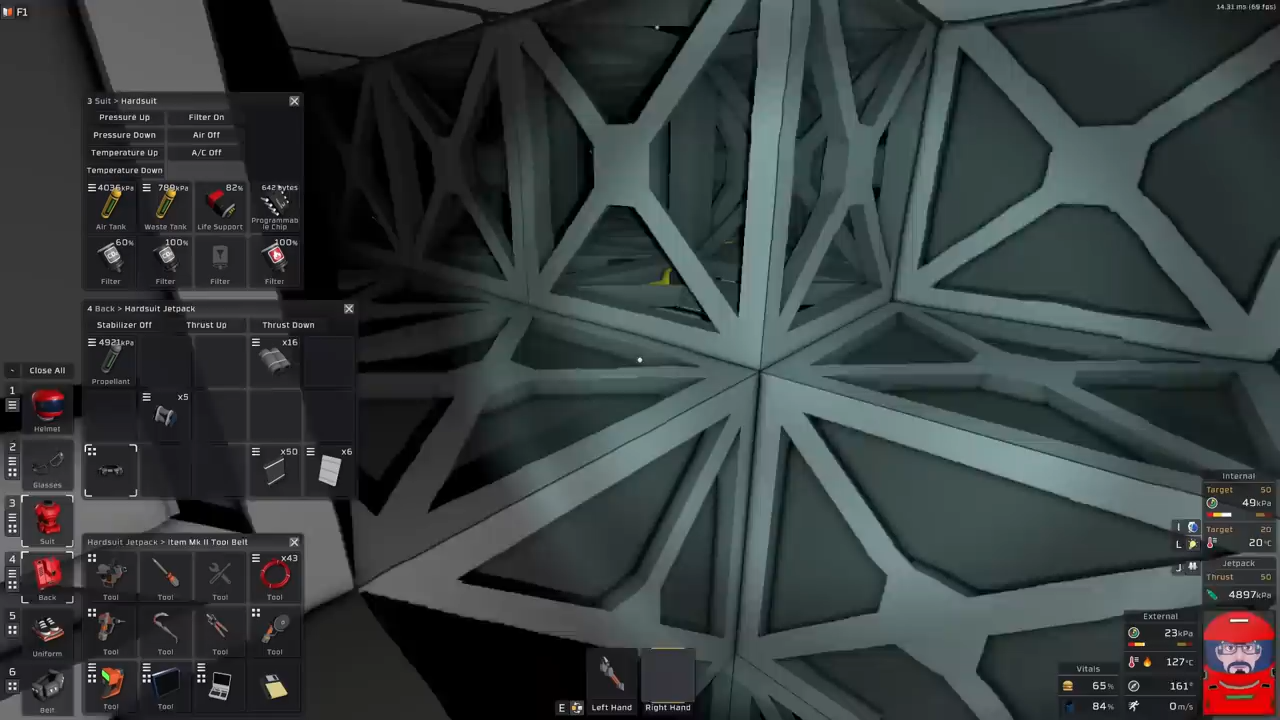 F1
14.31 ms (69 fps)
3 Suit > Hardsuit
Pressure Up
Filter On
Pressure Down
Air Off
Temperature Up
A/C Off
Temperature Down
4036kPa
789kPa
82%
642 bytes
Air Tank
Waste Tank
Life Support
Programmab
le Chip
60%
100%
100%
Filter
Filter
Filter
Filter
4 Back > Hardsuit Jetpack
Stabilizer Off
Thrust Up
Thrust Down
4921kPa
x16
Propellant
x5
x50
x6
Close All
1
Helmet
2
Glasses
3
Suit
4
Back
5
Uniform
6
Belt
Hardsuit Jetpack > Item Mk II Tool Belt
x43
Tool
Tool
Tool
Tool
Tool
Tool
Tool
Tool
Tool
Tool
Tool
Tool
E
Left Hand
Right Hand
Internal
Target 50
49kPa
Target 20
20°C
I
L
J
Jetpack
Thrust 50
4897kPa
External
23kPa
127°C
161°
0m/s
Vitals
65%
84%